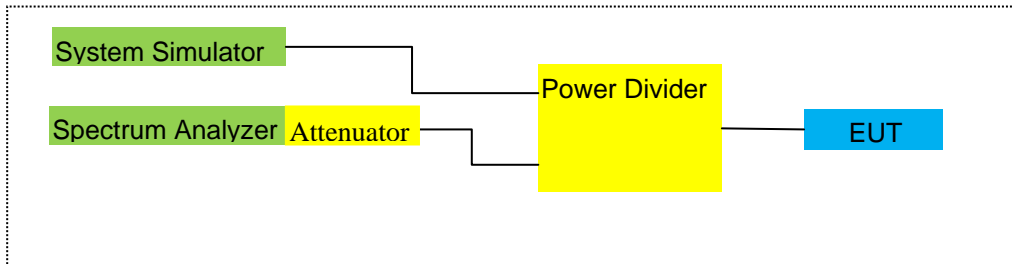 System Simulator
Power Divider
Spectrum Analyzer Attenuator
EUT